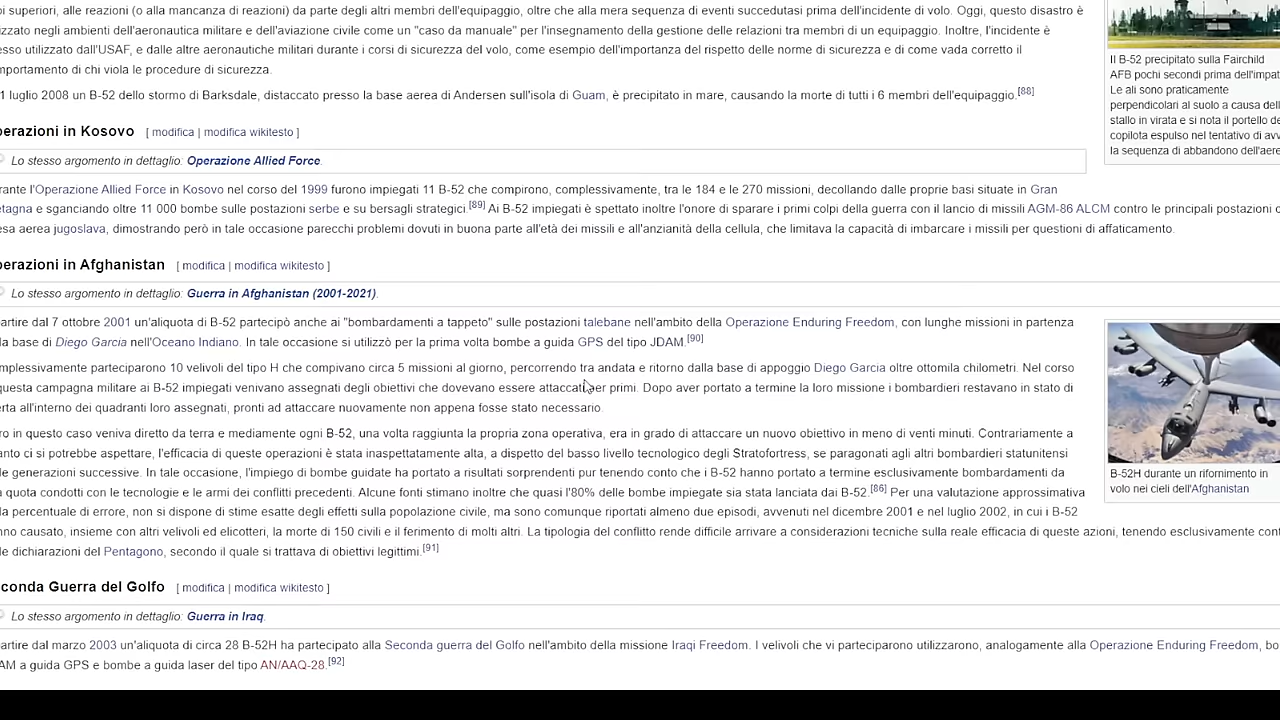 superiori, alle reazioni (o alla mancanza di reazioni) da parte degli altri membri dell'equipaggio, oltre che alla mera sequenza di eventi succedutasi prima dell'incidente di volo. Oggi, questo disastro è
izzato negli ambienti dell'aeronautica militare e dell'aviazione civile come un "caso da manuale" per l'insegnamento della gestione delle relazioni tra membri di un equipaggio. Inoltre, l'incidente è
esso utilizzato dall'USAF, e dalle altre aeronautiche militari durante i corsi di sicurezza del volo, come esempio dell'importanza del rispetto delle norme di sicurezza e di come vada corretto il
mportamento di chi viola le procedure di sicurezza.
1 luglio 2008 un B-52 dello stormo di Barksdale, distaccato presso la base aerea di Andersen sull'isola di Guam, è precipitato in mare, causando la morte di tutti i 6 membri dell'equipaggio.[88]
Il B-52 precipitato sulla Fairchild
AFB pochi secondi prima dell'impat
Le ali sono praticamente
perpendicolari al suolo a causa dell
stallo in virata e si nota il portello de
copilota espulso nel tentativo di avv
la sequenza di abbandono dell'aere
perazioni in Kosovo [ modifica | modifica wikitesto ]
Lo stesso argomento in dettaglio: Operazione Allied Force.
rante l'Operazione Allied Force in Kosovo nel corso del 1999 furono impiegati 11 B-52 che compirono, complessivamente, tra le 184 e le 270 missioni, decollando dalle proprie basi situate in Gran
etagna e sganciando oltre 11 000 bombe sulle postazioni serbe e su bersagli strategici.[89] Ai B-52 impiegati è spettato inoltre l'onore di sparare i primi colpi della guerra con il lancio di missili AGM-86 ALCM contro le principali postazioni d
esa aerea jugoslava, dimostrando però in tale occasione parecchi problemi dovuti in buona parte all'età dei missili e all'anzianità della cellula, che limitava la capacità di imbarcare i missili per questioni di affaticamento.
perazioni in Afghanistan [ modifica | modifica wikitesto ]
Lo stesso argomento in dettaglio: Guerra in Afghanistan (2001-2021).
artire dal 7 ottobre 2001 un'aliquota di B-52 partecipò anche ai "bombardamenti a tappeto" sulle postazioni talebane nell'ambito della Operazione Enduring Freedom, con lunghe missioni in partenza
la base di Diego Garcia nell'Oceano Indiano. In tale occasione si utilizzò per la prima volta bombe a guida GPS del tipo JDAM.[90]
mplessivamente parteciparono 10 velivoli del tipo H che compivano circa 5 missioni al giorno, percorrendo tra andata e ritorno dalla base di appoggio Diego Garcia oltre ottomila chilometri. Nel corso
questa campagna militare ai B-52 impiegati venivano assegnati degli obiettivi che dovevano essere attaccati per primi. Dopo aver portato a termine la loro missione i bombardieri restavano in stato di
erta all'interno dei quadranti loro assegnati, pronti ad attaccare nuovamente non appena fosse stato necessario.
ro in questo caso veniva diretto da terra e mediamente ogni B-52, una volta raggiunta la propria zona operativa, era in grado di attaccare un nuovo obiettivo in meno di venti minuti. Contrariamente a
anto ci si potrebbe aspettare, l'efficacia di queste operazioni è stata inaspettatamente alta, a dispetto del basso livello tecnologico degli Stratofortress, se paragonati agli altri bombardieri statunitensi
le generazioni successive. In tale occasione, l'impiego di bombe guidate ha portato a risultati sorprendenti pur tenendo conto che i B-52 hanno portato a termine esclusivamente bombardamenti da
a quota condotti con le tecnologie e le armi dei conflitti precedenti. Alcune fonti stimano inoltre che quasi l'80% delle bombe impiegate sia stata lanciata dai B-52.[86] Per una valutazione approssimativa
la percentuale di errore, non si dispone di stime esatte degli effetti sulla popolazione civile, ma sono comunque riportati almeno due episodi, avvenuti nel dicembre 2001 e nel luglio 2002, in cui i B-52
nno causato, insieme con altri velivoli ed elicotteri, la morte di 150 civili e il ferimento di molti altri. La tipologia del conflitto rende difficile arrivare a considerazioni tecniche sulla reale efficacia di queste azioni, tenendo esclusivamente cont
le dichiarazioni del Pentagono, secondo il quale si trattava di obiettivi legittimi.[91]
B-52H durante un rifornimento in
volo nei cieli dell'Afghanistan
conda Guerra del Golfo [ modifica | modifica wikitesto ]
Lo stesso argomento in dettaglio: Guerra in Iraq.
artire dal marzo 2003 un'aliquota di circa 28 B-52H ha partecipato alla Seconda guerra del Golfo nell'ambito della missione Iraqi Freedom. I velivoli che vi parteciparono utilizzarono, analogamente alla Operazione Enduring Freedom, bo
AM a guida GPS e bombe a guida laser del tipo AN/AAQ-28.[92]